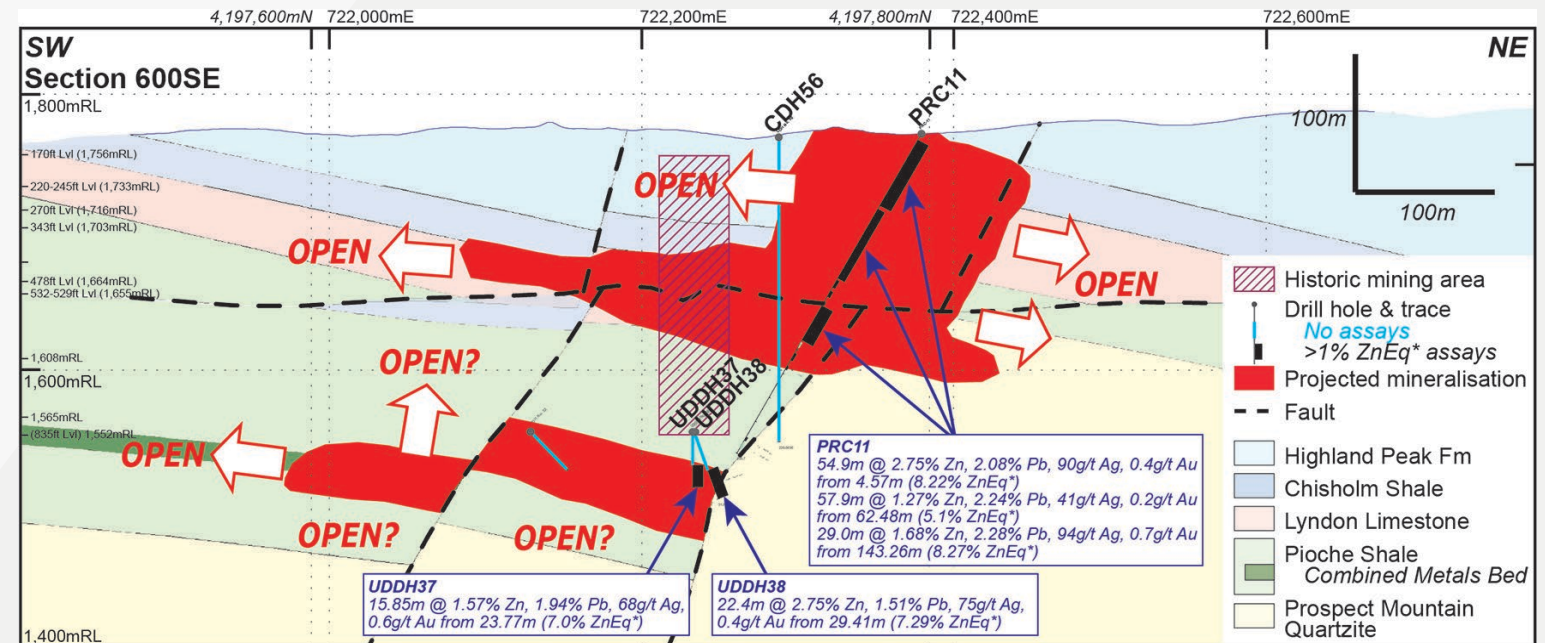 4,197,600mN 722,000mE 722,200mE 4,197,800mN 722,400mE 722,600mE
SW NE
Section 600SE
1,800mRL
CDH56
PRC11
100m
100m
170ft Lvl (1,756mRL)
220-245ft Lvl (1,733mRL)
270ft Lvl (1,716mRL)
343ft Lvl (1,703mRL)
478ft Lvl (1,664mRL)
532-529ft Lvl (1,655mRL)
1,608mRL
1,600mRL
1,565mRL
(835ft Lvl) 1,552mRL
1,400mRL
OPEN
OPEN
OPEN
OPEN?
OPEN
OPEN?
OPEN?
UDDH37
UDDH38
Historic mining area
Drill hole & trace
No assays
>1% ZnEq* assays
Projected mineralisation
Fault
Highland Peak Fm
Chisholm Shale
Lyndon Limestone
Pioche Shale
Combined Metals Bed
Prospect Mountain
Quartzite
PRC11
54.9m @ 2.75% Zn, 2.08% Pb, 90g/t Ag, 0.4g/t Au
from 4.57m (8.22% ZnEq*)
57.9m @ 1.27% Zn, 2.24% Pb, 41g/t Ag, 0.2g/t Au
from 62.48m (5.1% ZnEq*)
29.0m @ 1.68% Zn, 2.28% Pb, 94g/t Ag, 0.7g/t Au
from 143.26m (8.27% ZnEq*)
UDDH37
15.85m @ 1.57% Zn, 1.94% Pb, 68g/t Ag,
0.6g/t Au from 23.77m (7.0% ZnEq*)
UDDH38
22.4m @ 2.75% Zn, 1.51% Pb, 75g/t Ag,
0.4g/t Au from 29.41m (7.29% ZnEq*)